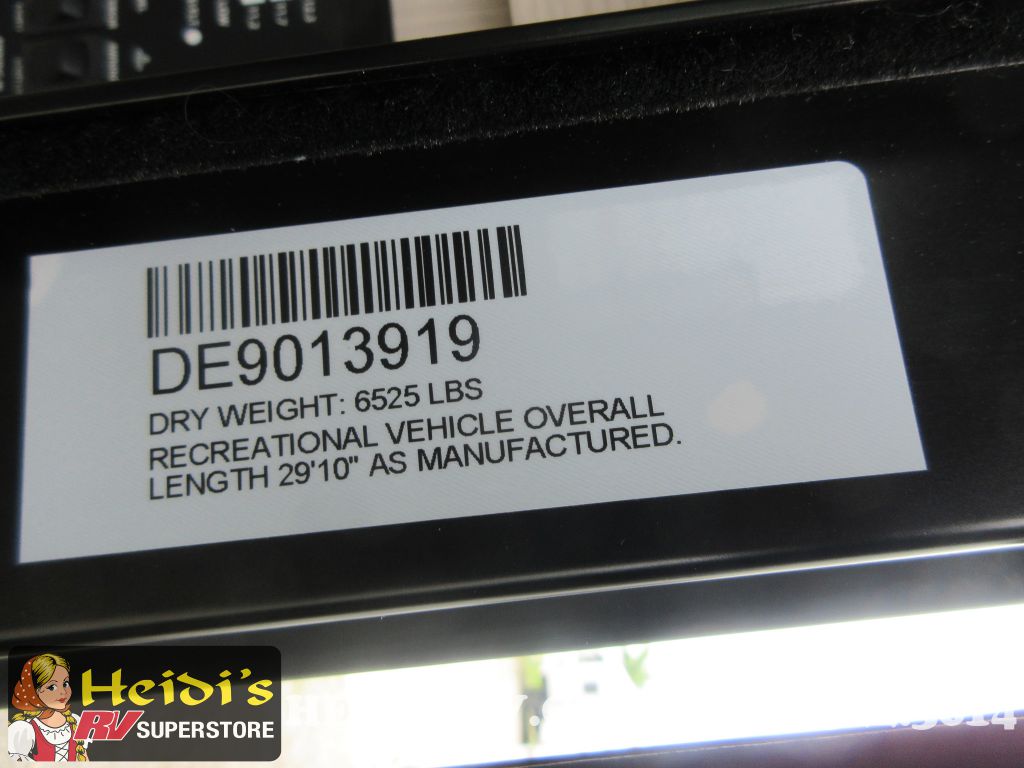 DE9013919
DRY WEIGHT: 6525 LBS
RECREATIONAL VEHICLE OVERALL
LENGTH 29'10" AS MANUFACTURED.
Heidi's
RV SUPERSTORE